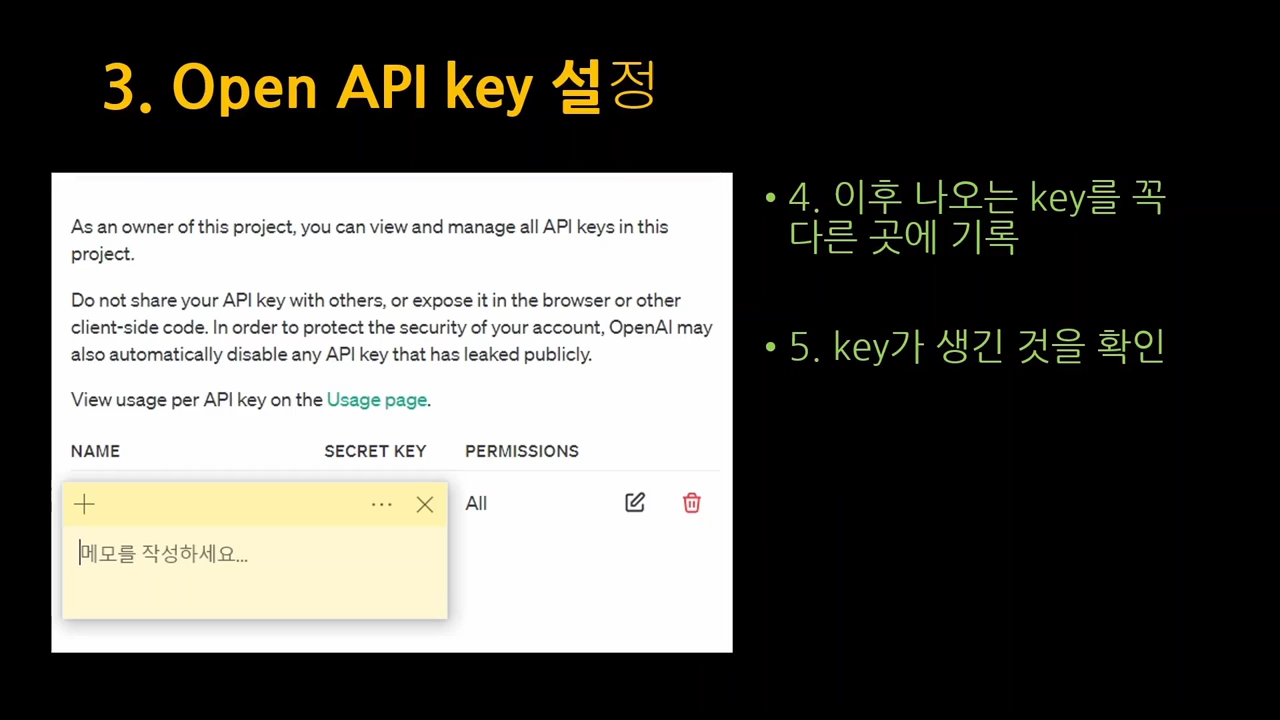 3. Open API key 설정
As an owner of this project, you can view and manage all API keys in this
project.
Do not share your API key with others, or expose it in the browser or other
client-side code. In order to protect the security of your account, OpenAI may
also automatically disable any API key that has leaked publicly.
View usage per API key on the Usage page.
NAME SECRET KEY PERMISSIONS
All
메모를 작성하세요...
• 4. 이후 나오는 key를 꼭
다른 곳에 기록
• 5. key가 생긴 것을 확인